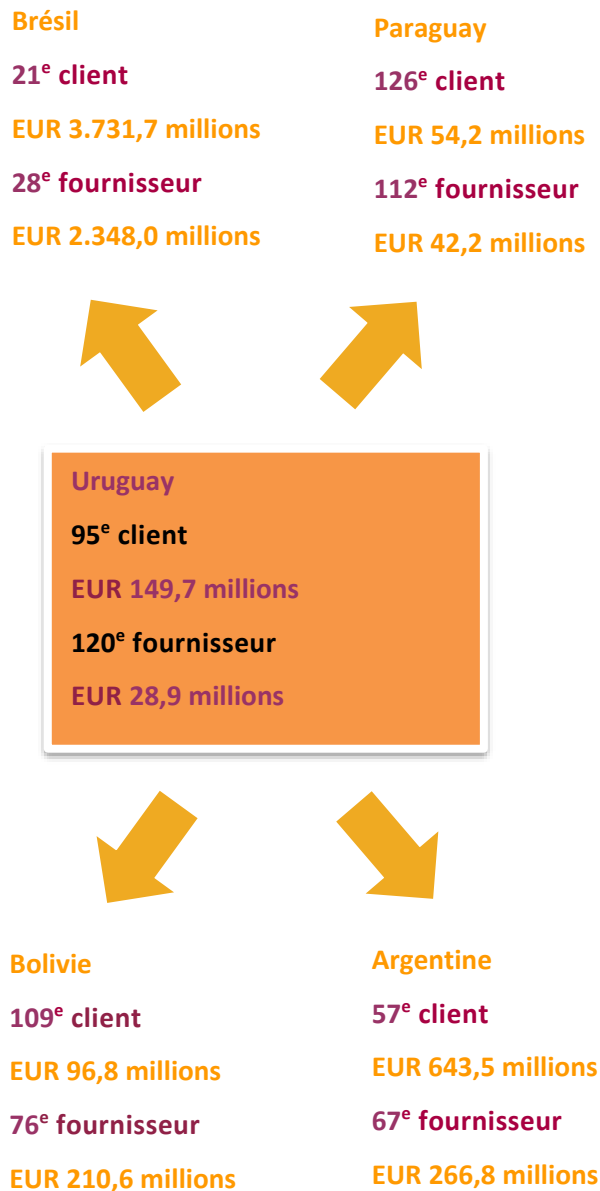 Brésil
21e client
EUR 3.731,7 millions
28e fournisseur
EUR 2.348,0 millions
Paraguay
126e client
EUR 54,2 millions
112e fournisseur
EUR 42,2 millions
Uruguay
95e client
EUR 149,7 millions
120e fournisseur
EUR 28,9 millions
Bolivie
109e client
EUR 96,8 millions
76e fournisseur
EUR 210,6 millions
Argentine
57e client
EUR 643,5 millions
67e fournisseur
EUR 266,8 millions